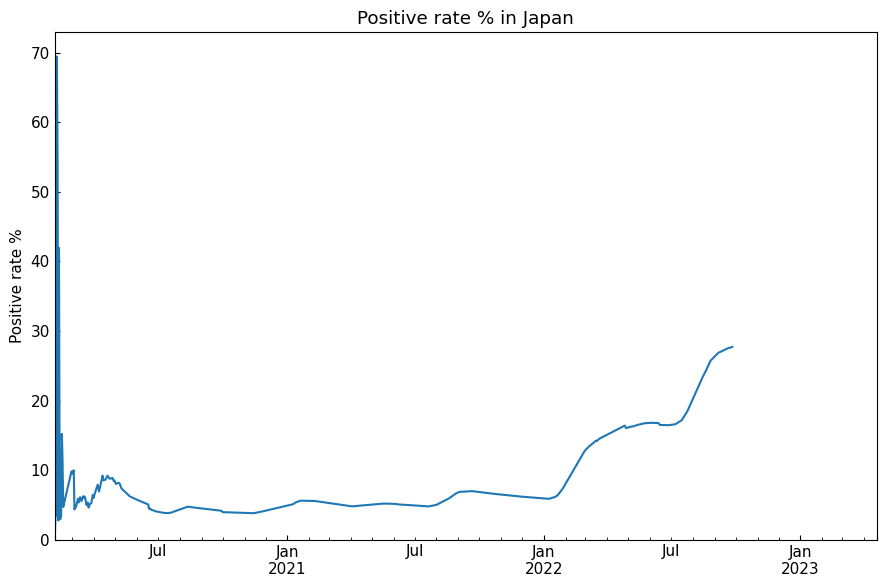 Positive rate % in Japan
Positive rate %
70
60
50
40
30
20
10
0
Jul
Jan
2021
Jul
Jan
2022
Jul
Jan
2023